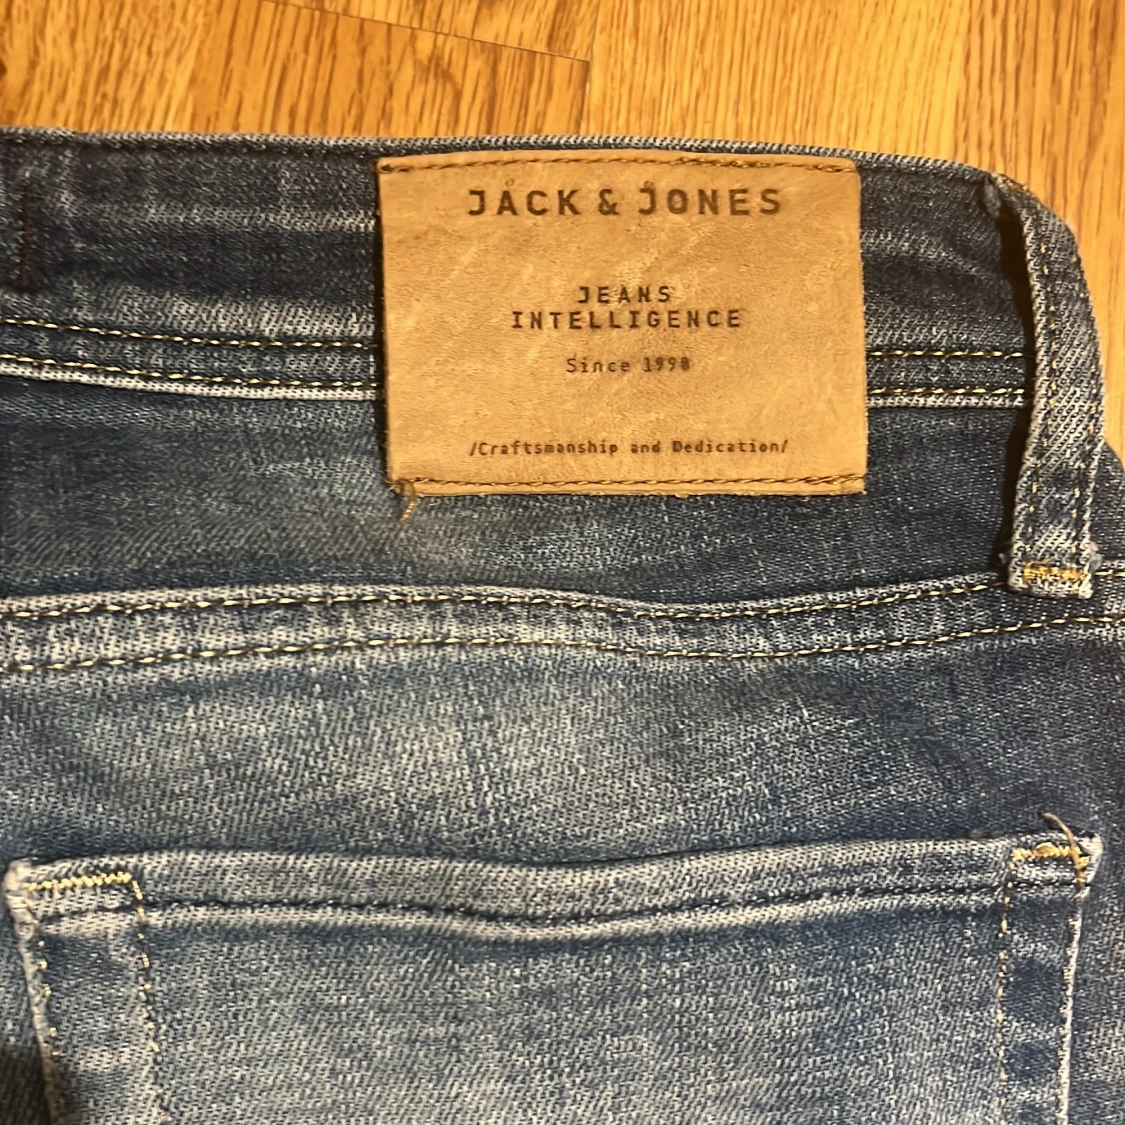 JACK & JONES
JEANS
INTELLIGENCE
Since 1990
/Craftsmanship and Dedication/